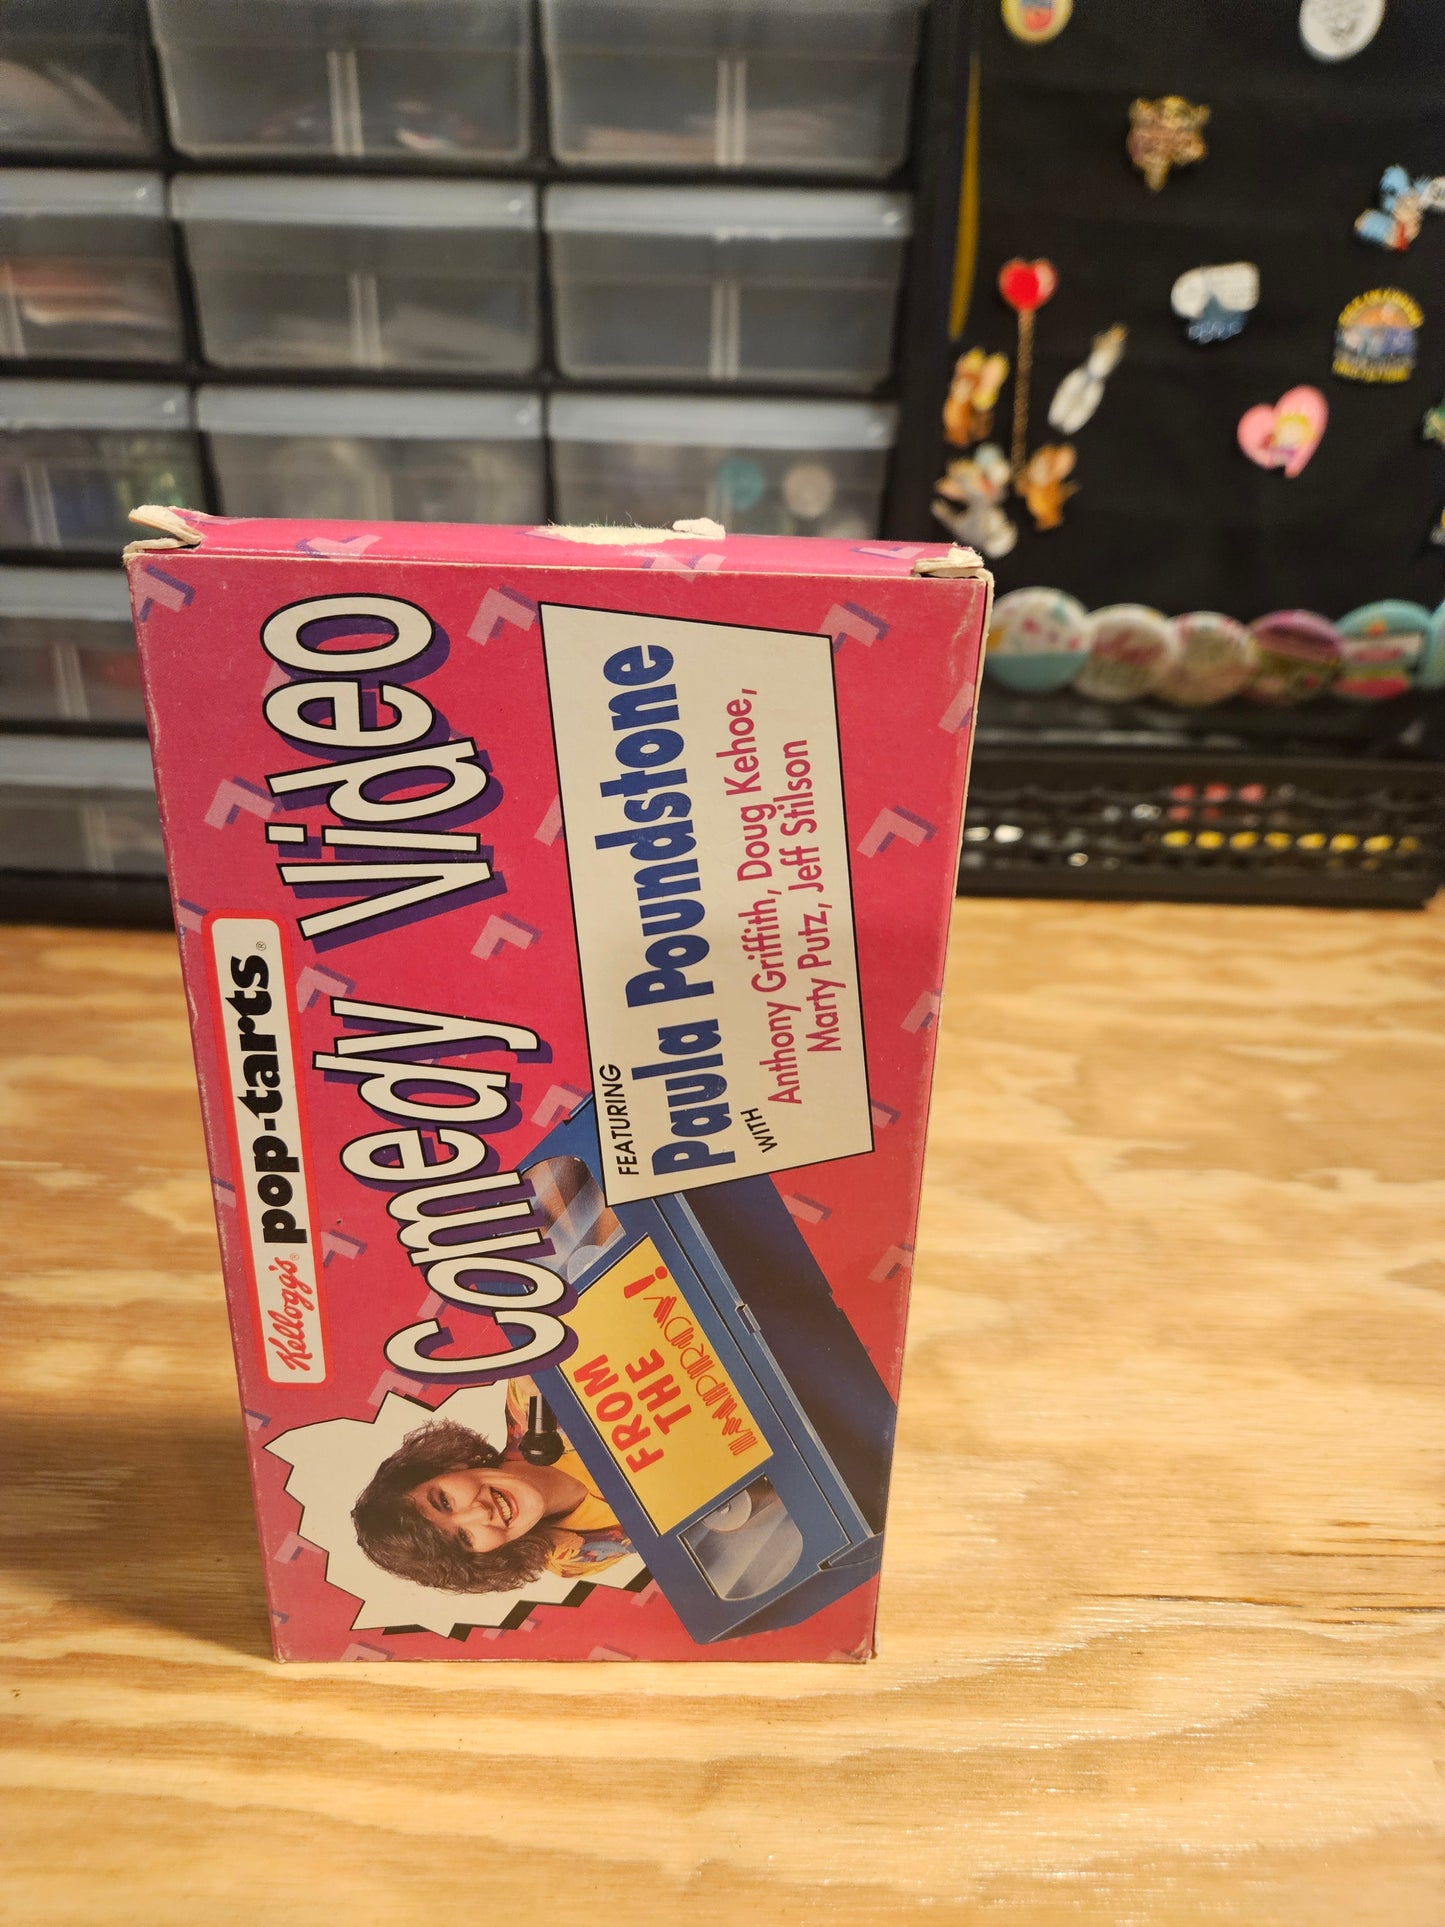 Kellogg's® pop-tarts®
Comedy Video
FEATURING
Paula Poundstone
WITH
Anthony Griffith, Doug Kehoe,
Marty Putz, Jeff Stilson
FROM
THE
IMPROV!